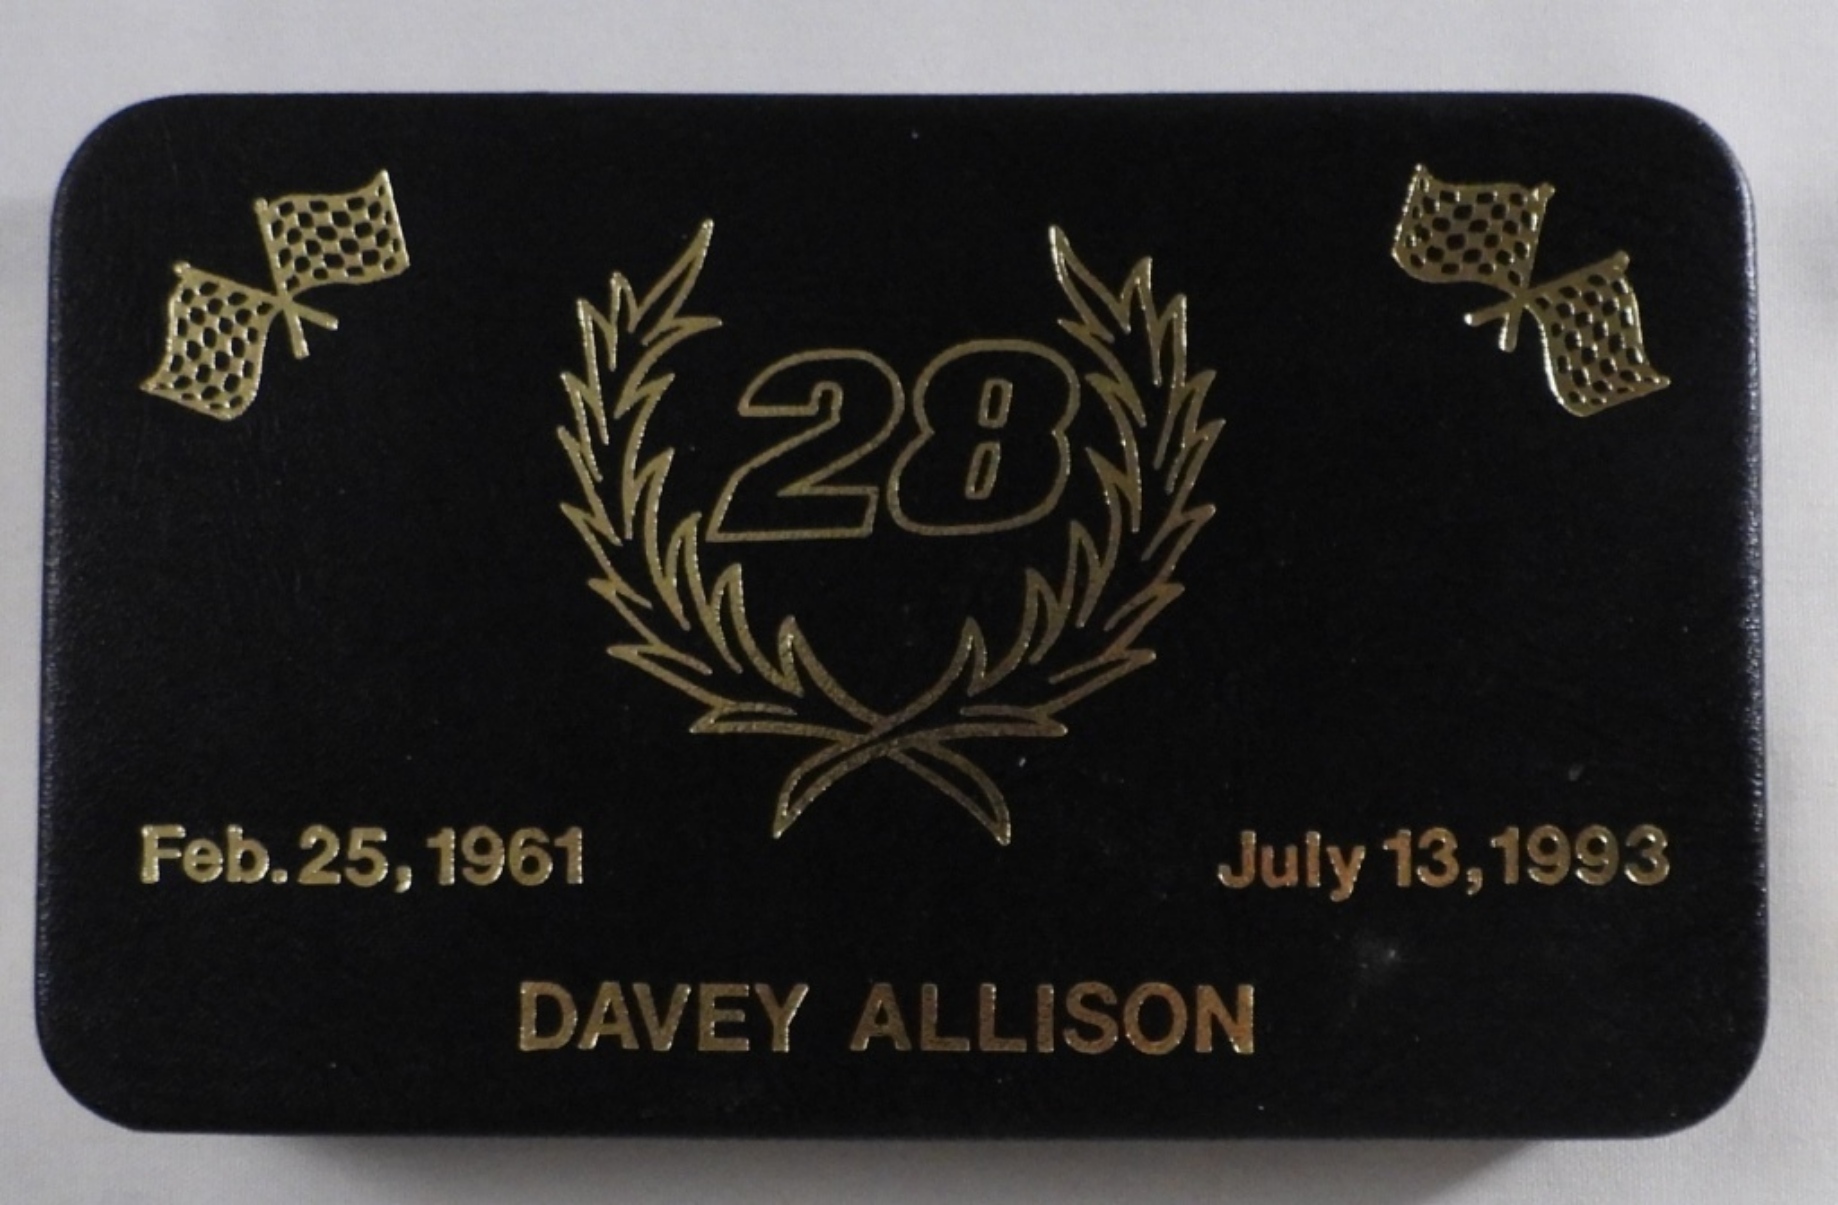 28
Feb. 25, 1961
July 13, 1993
DAVEY ALLISON